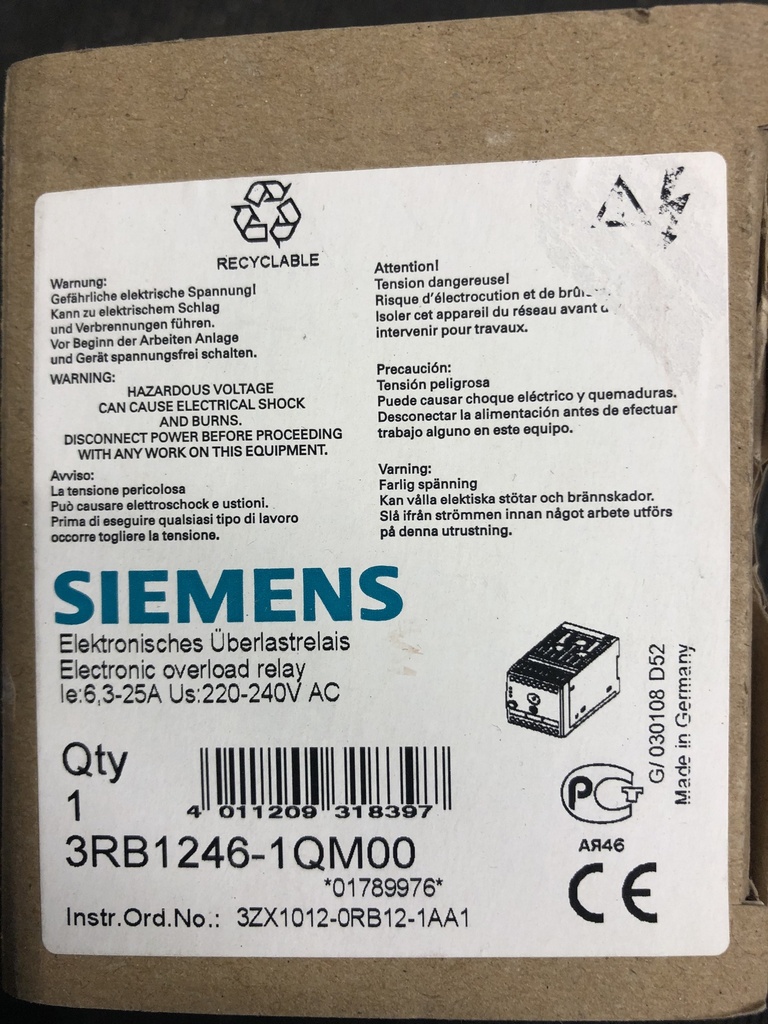 RECYCLABLE
Warnung:
Gefährliche elektrische Spannung!
Kann zu elektrischem Schlag
und Verbrennungen führen.
Vor Beginn der Arbeiten Anlage
und Gerät spannungsfrei schalten.
WARNING:
HAZARDOUS VOLTAGE
CAN CAUSE ELECTRICAL SHOCK
AND BURNS.
DISCONNECT POWER BEFORE PROCEEDING
WITH ANY WORK ON THIS EQUIPMENT.
Avviso:
La tensione pericolosa
Può causare elettroschock e ustioni.
Prima di eseguire qualsiasi tipo di lavoro
occorre togliere la tensione.
Attention!
Tension dangereuse!
Risque d'électrocution et de
Isoler cet appareil du réseau avant
intervenir pour travaux.
Precaución:
Tensión peligrosa
Puede causar choque eléctrico y quemaduras.
Desconectar la alimentación antes de efectuar
trabajo alguno en este equipo.
Varning:
Farlig spänning
Kan vålla elektiska stötar och brännskador.
Slå ifrån strömmen innan något arbete utförs
på denna utrustning.
SIEMENS
Elektronisches Überlastrelais
Electronic overload relay
Ie:6,3-25A Us:220-240V AC
Qty
1
4 011209 318397
3RB1246-1QM00
*01789976*
Instr.Ord.No.: 3ZX1012-0RB12-1AA1
G/ 030108 D52
Made in Germany
РСТ
АЯ46
CE